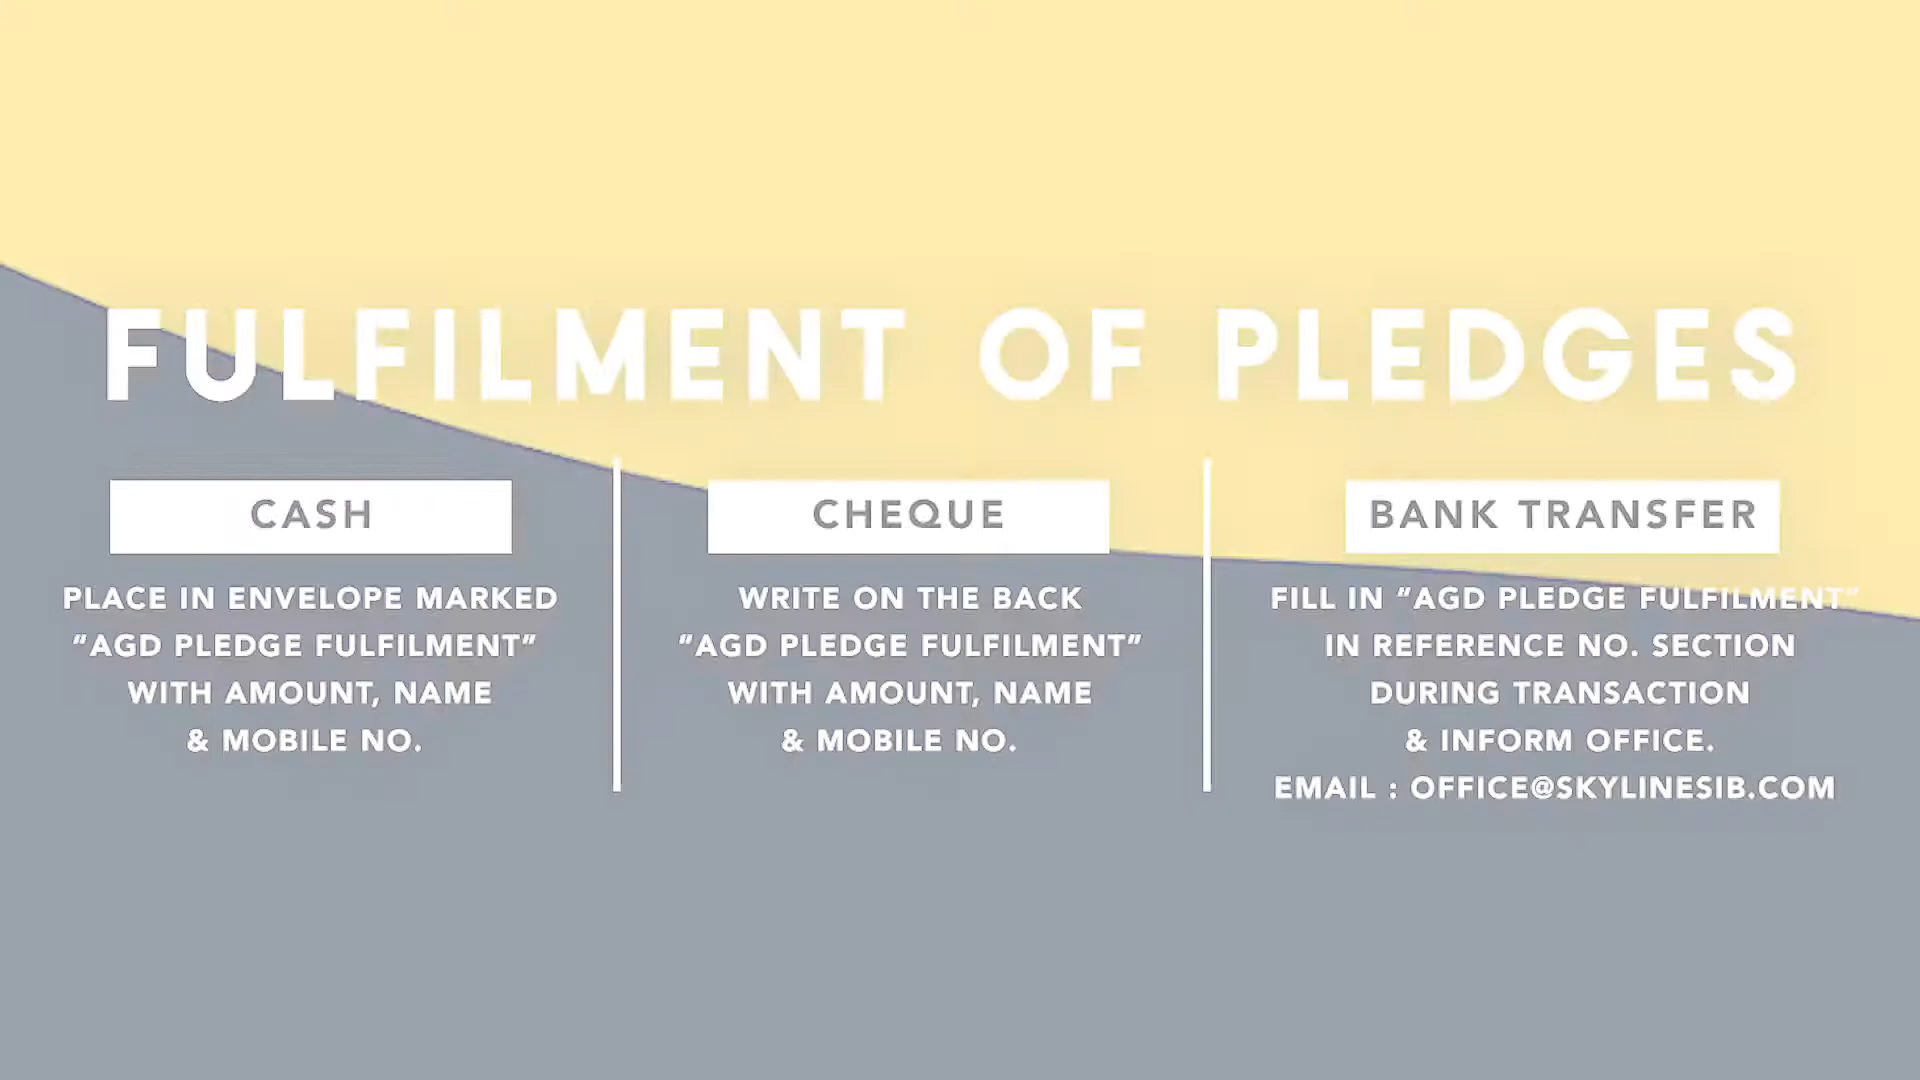 FULFILMENT OF PLEDGES
CASH
PLACE IN ENVELOPE MARKED
“AGD PLEDGE FULFILMENT”
WITH AMOUNT, NAME
& MOBILE NO.
CHEQUE
WRITE ON THE BACK
“AGD PLEDGE FULFILMENT”
WITH AMOUNT, NAME
& MOBILE NO.
BANK TRANSFER
FILL IN “AGD PLEDGE FULFILMENT”
IN REFERENCE NO. SECTION
DURING TRANSACTION
& INFORM OFFICE.
EMAIL : OFFICE@SKYLINESIB.COM